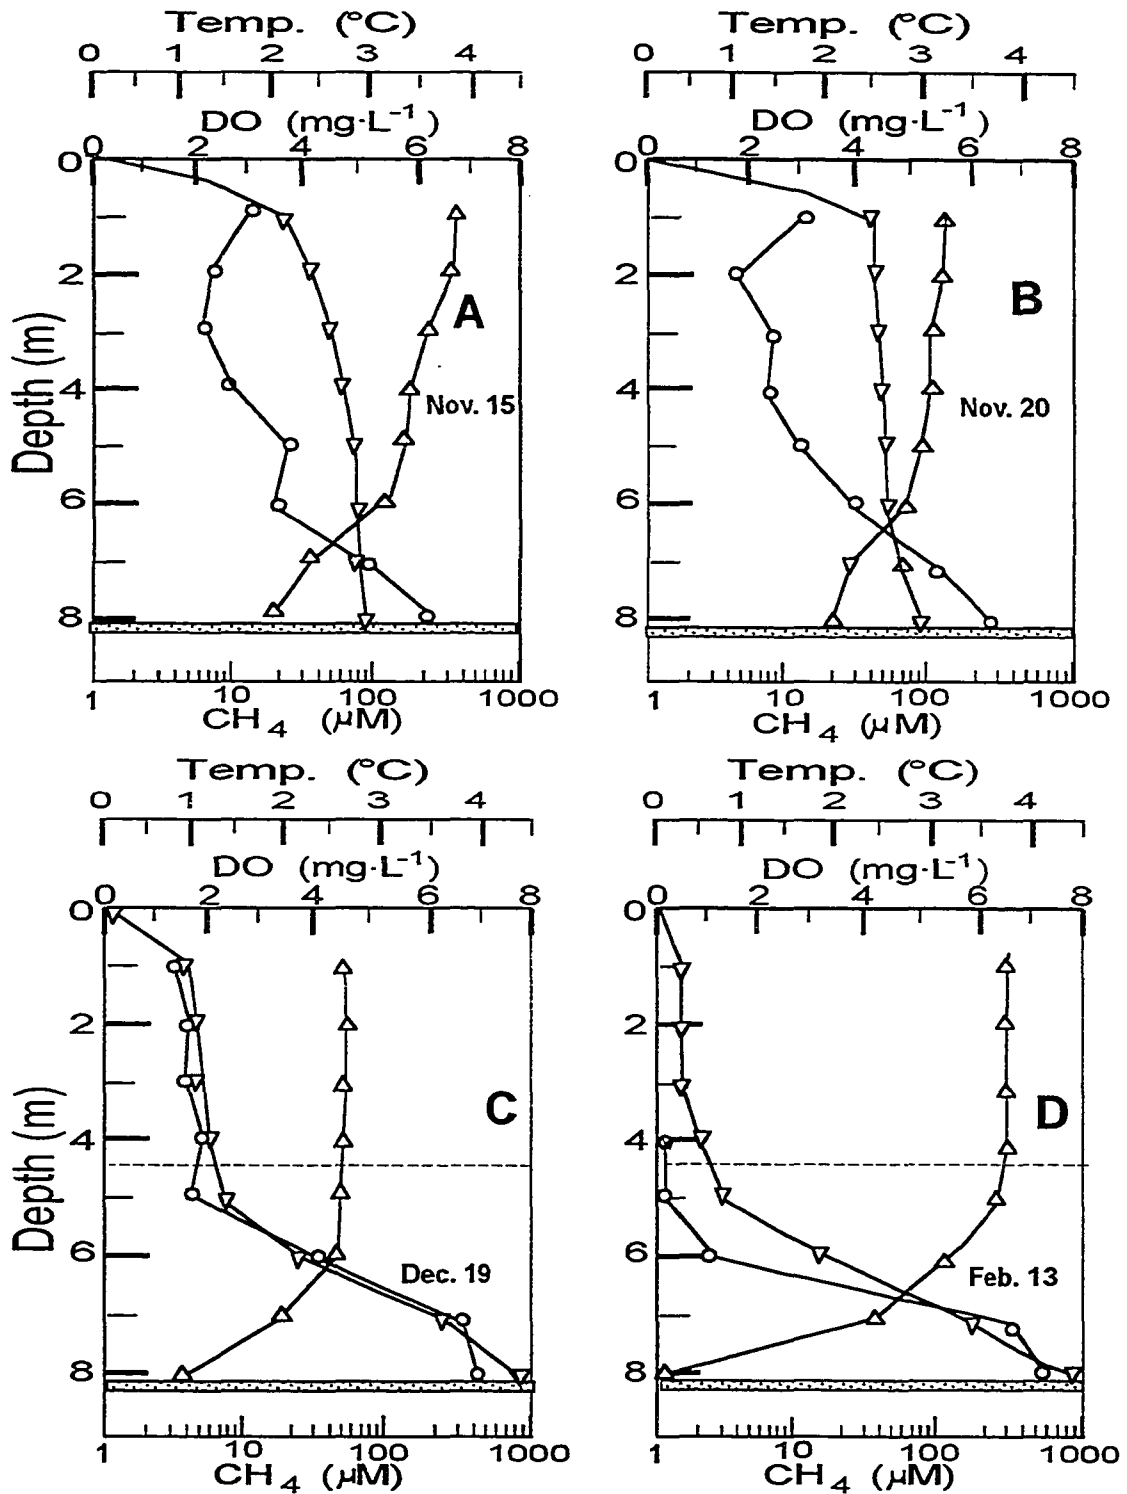 Temp. (°C)
0 1 2 3 4
DO (mg·L⁻¹)
0 2 4 6 8
0
2
4
6
8
Depth (m)
A
Nov. 15
1 10 100 1000
CH₄ (µM)
Temp. (°C)
0 1 2 3 4
DO (mg·L⁻¹)
0 2 4 6 8
0
2
4
6
8
B
Nov. 20
1 10 100 1000
CH₄ (µM)
Temp. (°C)
0 1 2 3 4
DO (mg·L⁻¹)
0 2 4 6 8
0
2
4
6
8
Depth (m)
C
Dec. 19
1 10 100 1000
CH₄ (µM)
Temp. (°C)
0 1 2 3 4
DO (mg·L⁻¹)
0 2 4 6 8
0
2
4
6
8
D
Feb. 13
1 10 100 1000
CH₄ (µM)